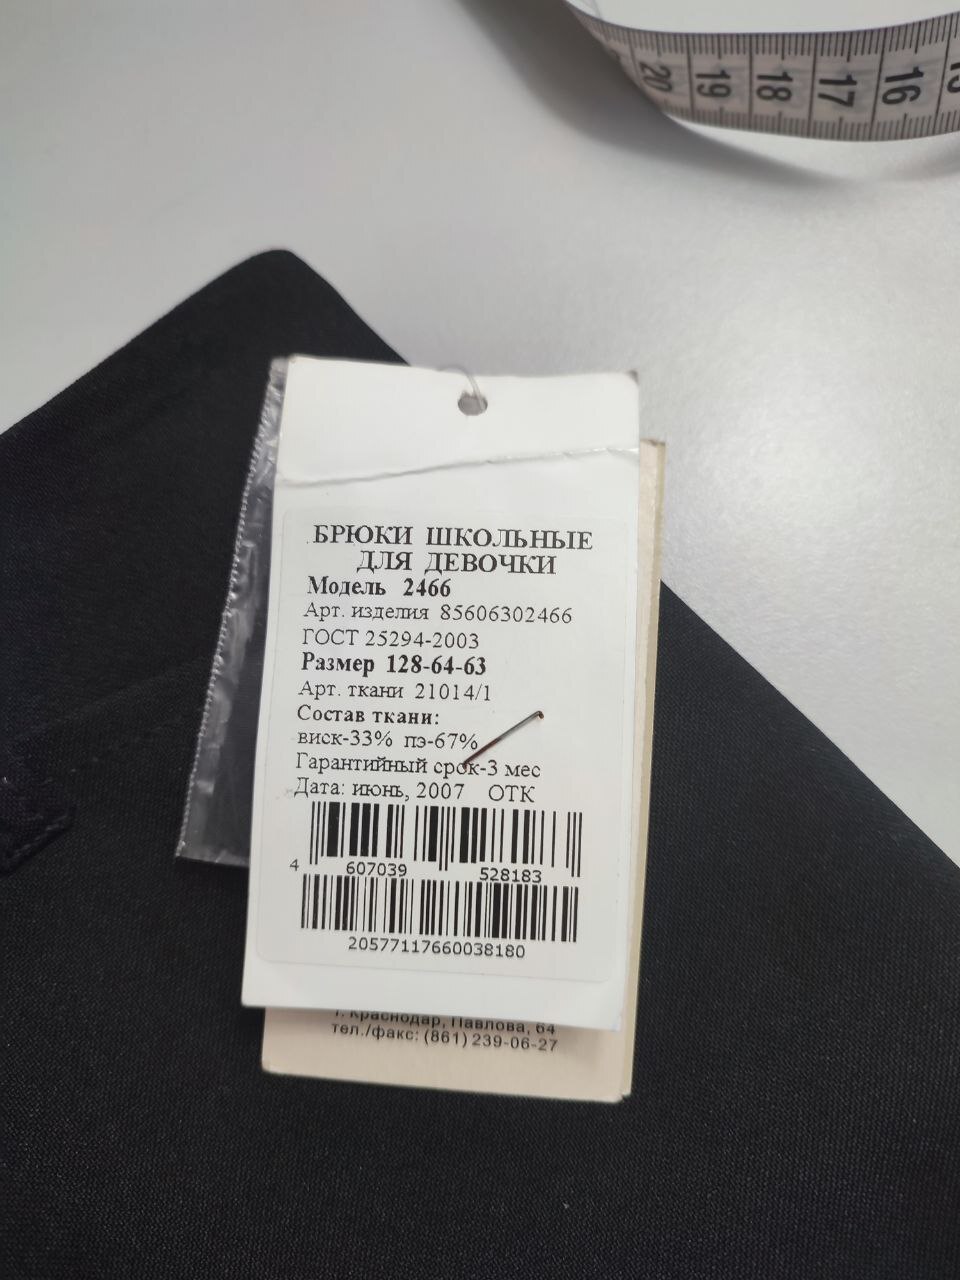 20 19 18 17 16
БРЮКИ ШКОЛЬНЫЕ
ДЛЯ ДЕВОЧКИ
Модель 2466
Арт. изделия 85606302466
ГОСТ 25294-2003
Размер 128-64-63
Арт. ткани 21014/1
Состав ткани:
виск-33% пэ-67%
Гарантийный срок-3 мес
Дата: июнь, 2007 ОТК
4 607039 528183
20577117660038180
г. Краснодар, Павлова, 64
тел./факс: (861) 239-06-27